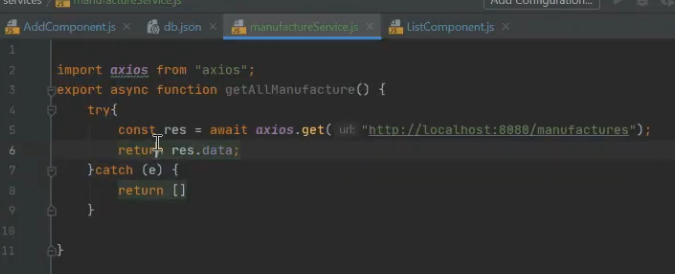 services
manufactureService.js
Add Configuration...
AddComponent.js
db.json
manufactureService.js
ListComponent.js
1
2 import axios from "axios";
3 export async function getAllManufacture() {
4 try{
5 const res = await axios.get( url: "http://localhost:8080/manufactures");
6 return res.data;
7 }catch (e) {
8 return []
9 }
10
11 }